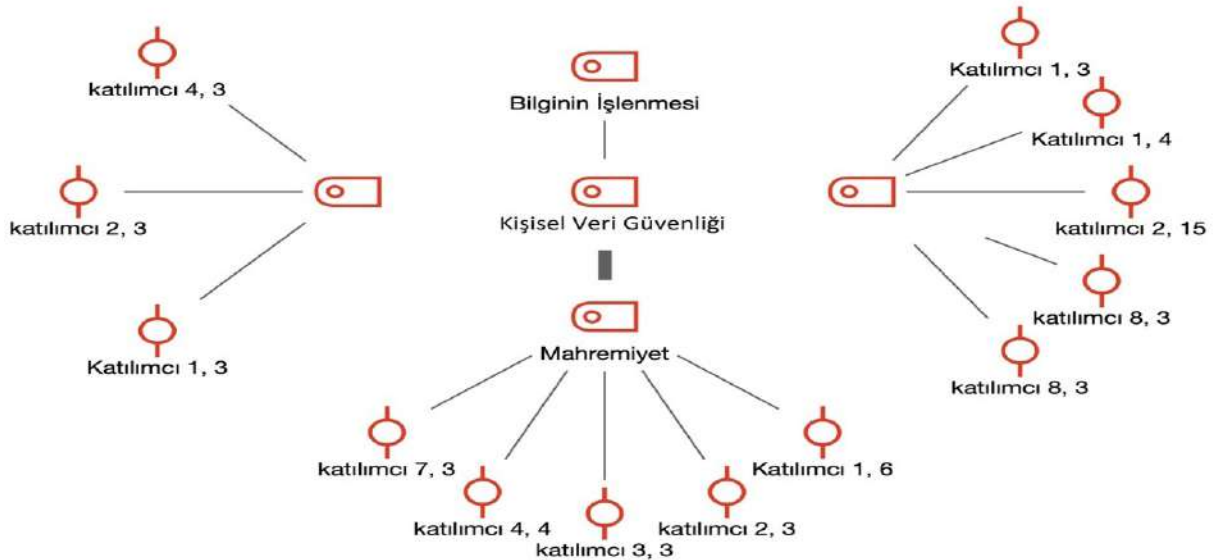 katılımcı 4, 3
katılımcı 2, 3
Katılımcı 1, 3
Bilginin İşlenmesi
Kişisel Veri Güvenliği
Mahremiyet
katılımcı 7, 3
katılımcı 4, 4
katılımcı 3, 3
katılımcı 2, 3
Katılımcı 1, 6
Katılımcı 1, 3
Katılımcı 1, 4
katılımcı 2, 15
katılımcı 8, 3
katılımcı 8, 3